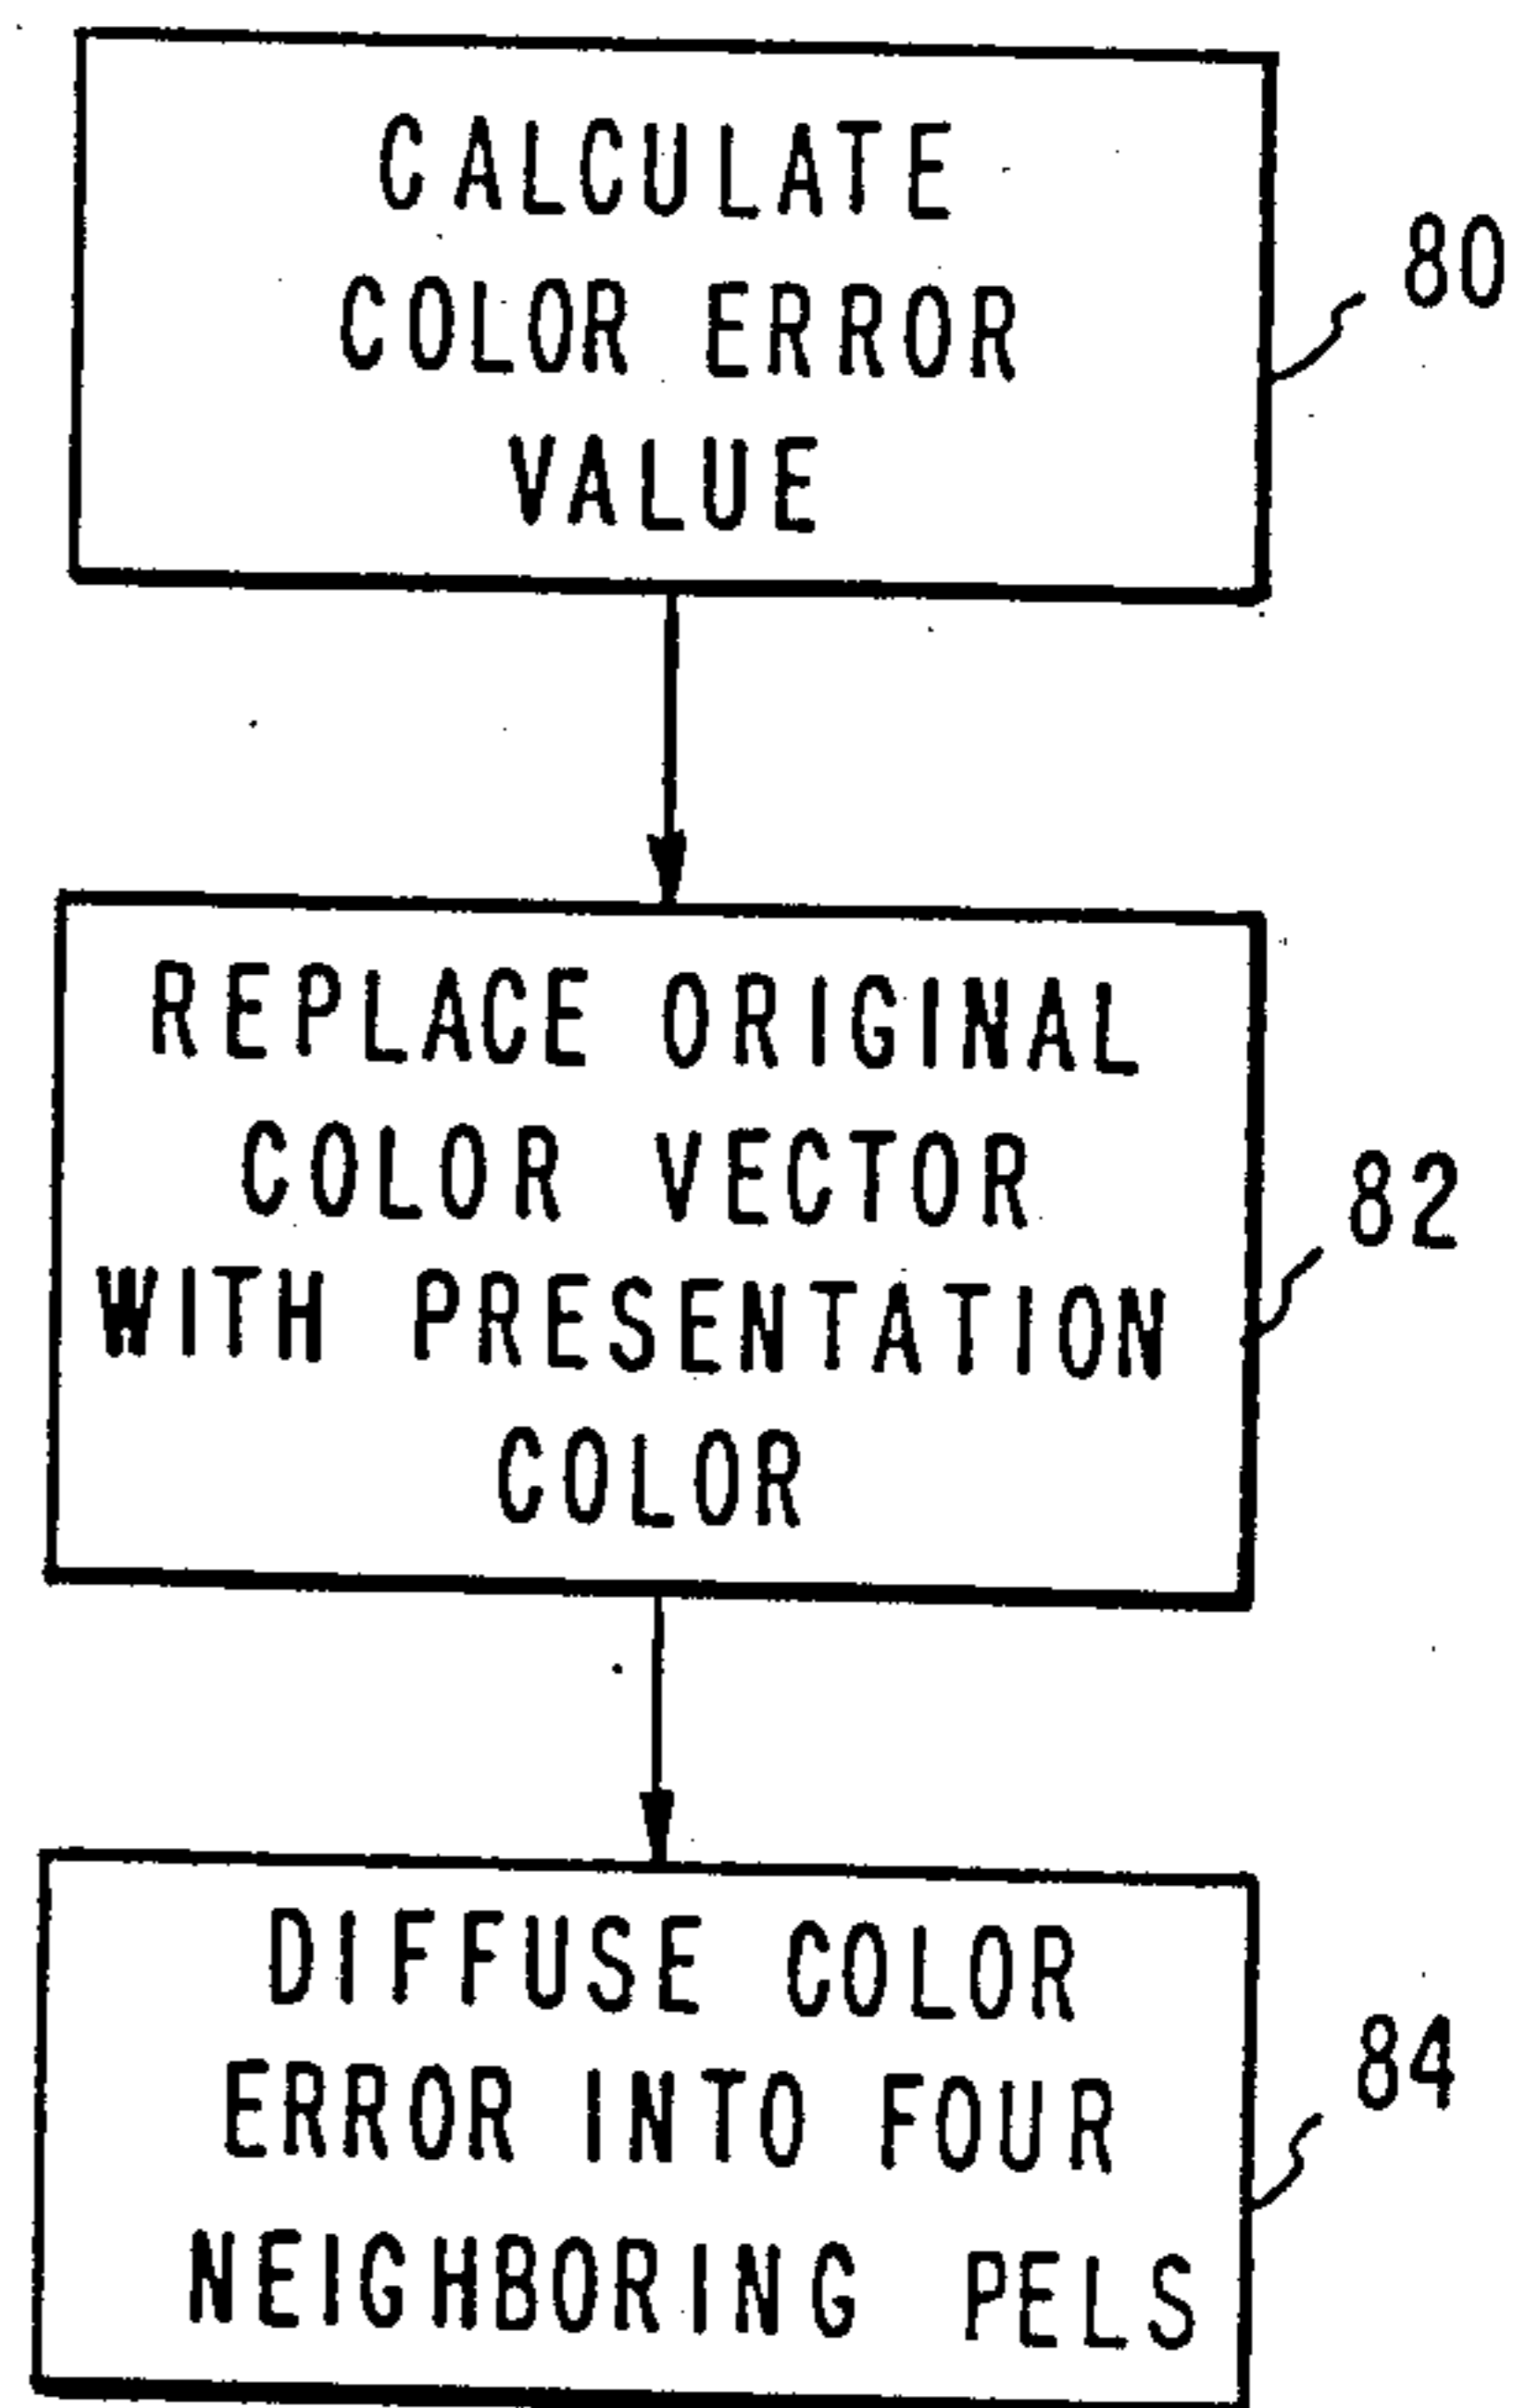 CALCULATE
COLOR ERROR
VALUE
80
REPLACE ORIGINAL
COLOR VECTOR
WITH PRESENTATION
COLOR
82
DIFFUSE COLOR
ERROR INTO FOUR
NEIGHBORING PELS
84